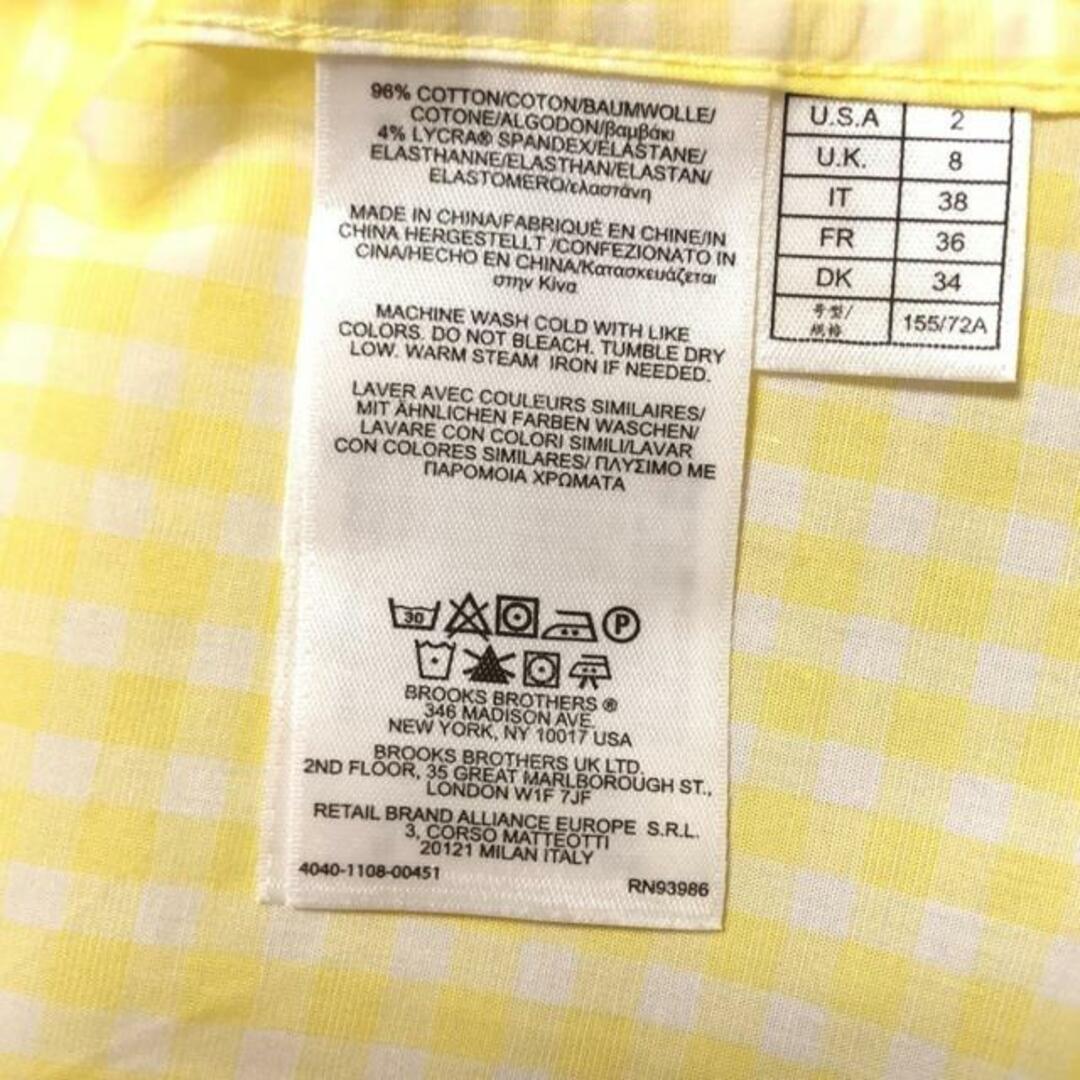 96% COTTON/COTON/BAUMWOLLE/
COTONE/ALGODON/βαμβάκι
4% LYCRA® SPANDEX/ELASTANE/
ELASTHANNE/ELASTHAN/ELASTAN/
ELASTOMERO/ελαστάνη
MADE IN CHINA/FABRIQUÉ EN CHINE/IN
CHINA HERGESTELLT /CONFEZIONATO IN
CINA/HECHO EN CHINA/Κατασκευάζεται
στην Κίνα
MACHINE WASH COLD WITH LIKE
COLORS. DO NOT BLEACH. TUMBLE DRY
LOW. WARM STEAM IRON IF NEEDED.
LAVER AVEC COULEURS SIMILAIRES/
MIT ÄHNLICHEN FARBEN WASCHEN/
LAVARE CON COLORI SIMILI/LAVAR
CON COLORES SIMILARES/ ΠΛΥΣΙΜΟ ΜΕ
ΠΑΡΟΜΟΙΑ ΧΡΩΜΑΤΑ
30 P
BROOKS BROTHERS ®
346 MADISON AVE.
NEW YORK, NY 10017 USA
BROOKS BROTHERS UK LTD.
2ND FLOOR, 35 GREAT MARLBOROUGH ST.,
LONDON W1F 7JF
RETAIL BRAND ALLIANCE EUROPE S.R.L.
3, CORSO MATTEOTTI
20121 MILAN ITALY
4040-1108-00451
RN93986
U.S.A 2
U.K. 8
IT 38
FR 36
DK 34
号型/
规格 155/72A